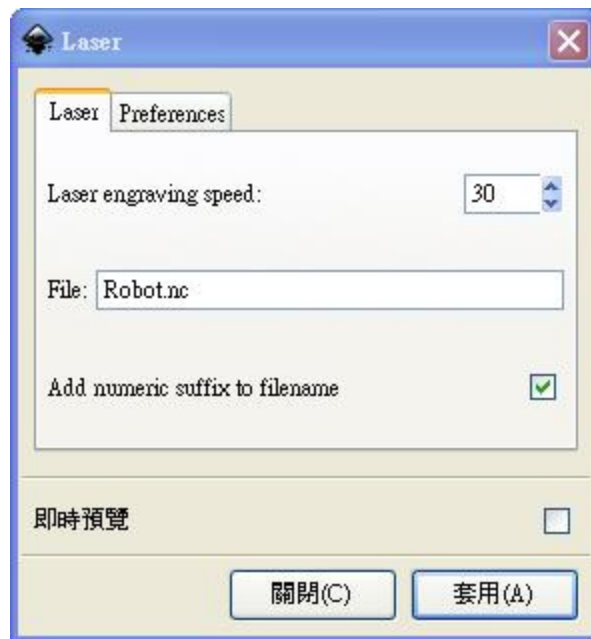 Laser
Laser Preferences
Laser engraving speed: 30
File: Robot.nc
Add numeric suffix to filename
即時預覽
關閉(C) 套用(A)